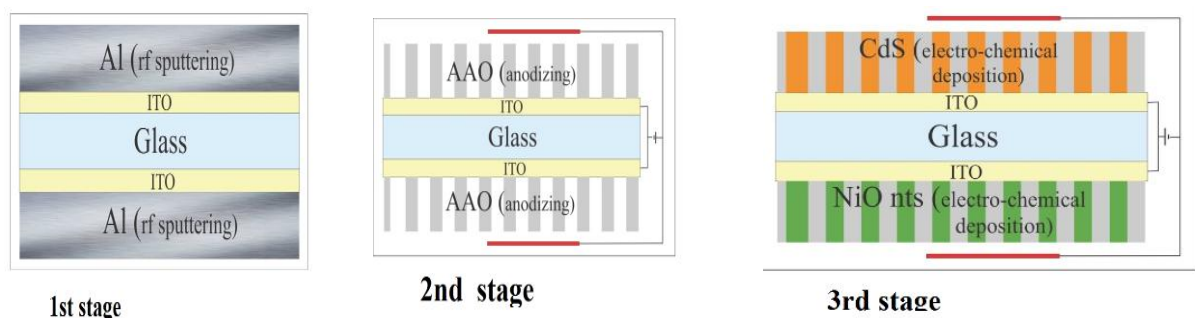 Al (rf sputtering)
ITO
Glass
ITO
Al (rf sputtering)
1st stage
AAO (anodizing)
ITO
Glass
ITO
AAO (anodizing)
2nd stage
CdS (electro-chemical
deposition)
ITO
Glass
ITO
NiO nts (electro-chemical
deposition)
3rd stage